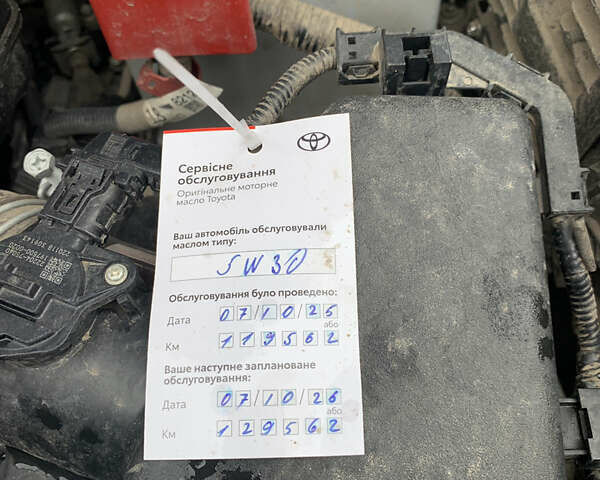 Сервісне
обслуговування
Оригінальне моторне
масло Toyota
Ваш автомобіль обслуговували
маслом типу:
5W30
Обслуговування було проведено:
Дата 07/10/25
або
Км 119562
Ваше наступне заплановане
обслуговування:
Дата 07/10/26
або
Км 129562